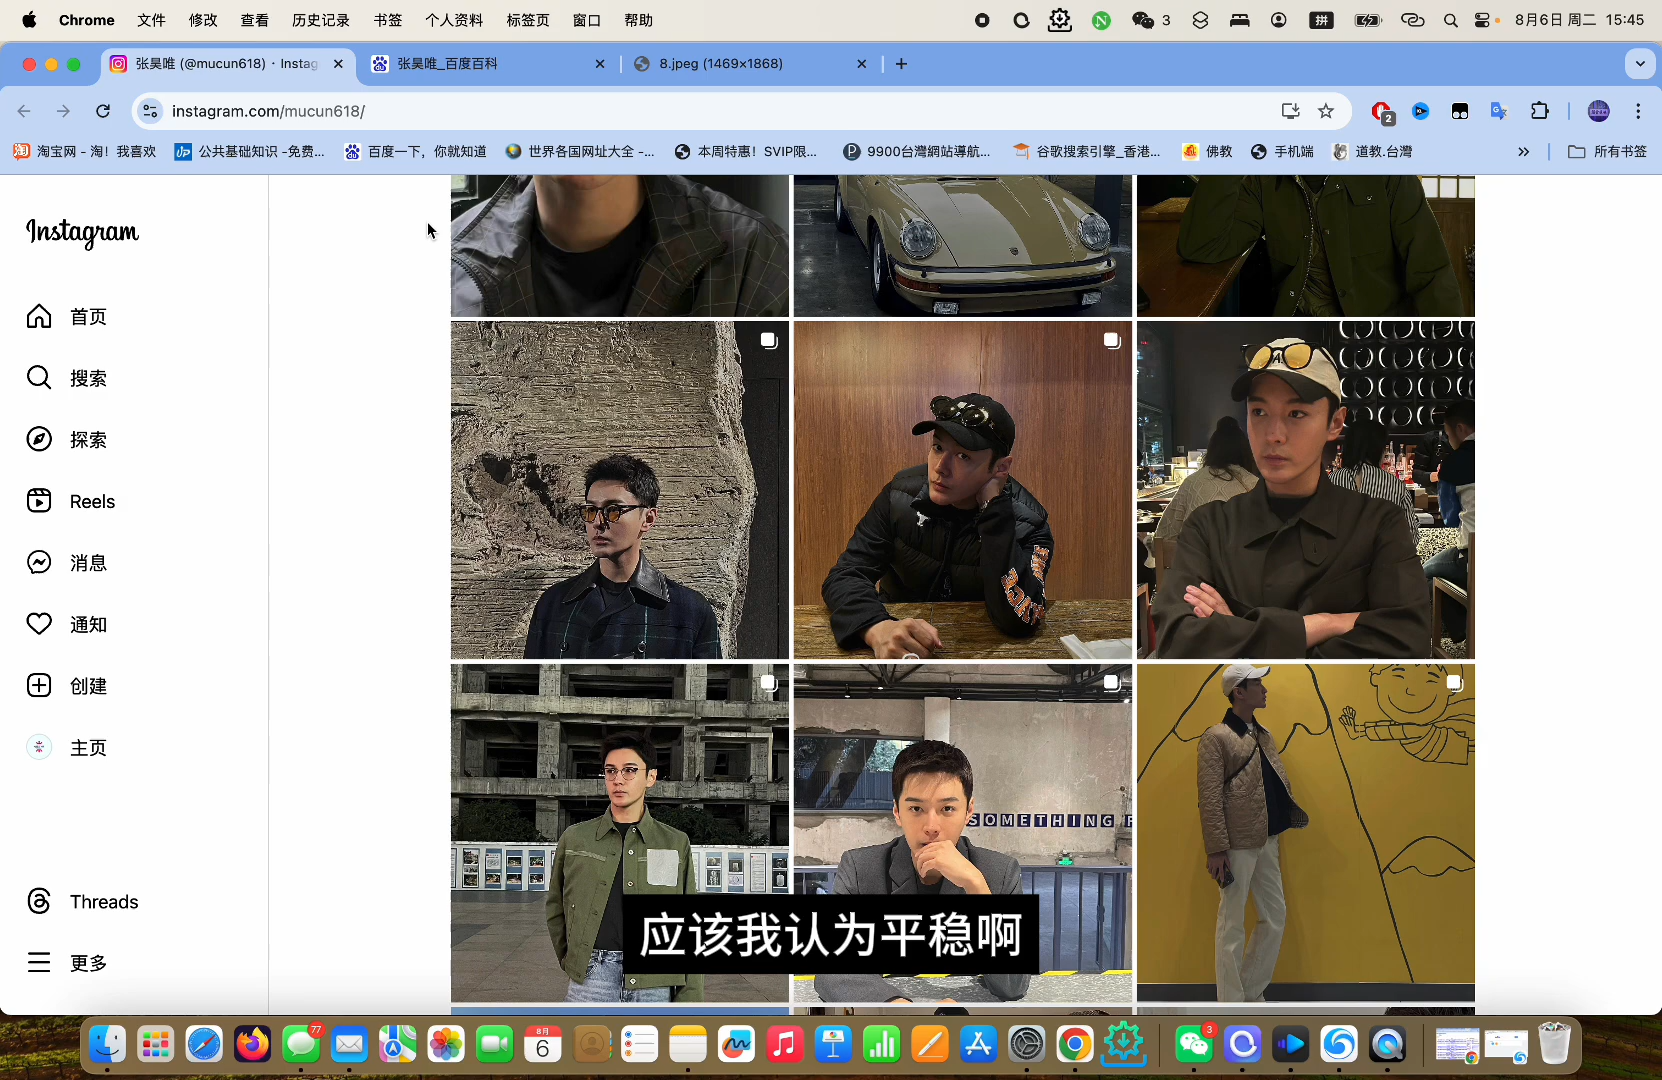 Chrome 文件 修改 查看 历史记录 书签 个人资料 标签页 窗口 帮助 拼 3 8月6日 周二 15:45
张昊唯 (@mucun618) · Instag 张昊唯_百度百科 8.jpeg (1469×1868)
instagram.com/mucun618/ 2
淘宝网 - 淘！我喜欢 公共基础知识 -免费... 百度一下，你就知道 世界各国网址大全 -... 本周特惠！SVIP限... 9900台灣網站導航... 谷歌搜索引擎_香港... 佛教 手机端 道教.台灣 所有书签
Instagram
首页
搜索
探索
Reels
消息
通知
创建
主页
SOMETHING
Threads
更多
应该我认为平稳啊
77 8月 6 3